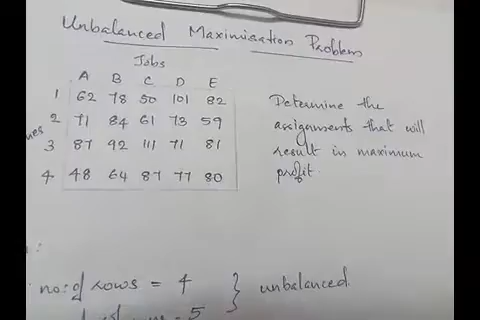 Unbalanced Maximisation Problem
Jobs
A B C D E
1 62 78 50 101 82
2 71 84 61 73 59
3 87 92 111 71 81
4 48 64 87 77 80
Determine the
assignments that will
result in maximum
profit.
no: of rows = 4
unbalanced.
= 5